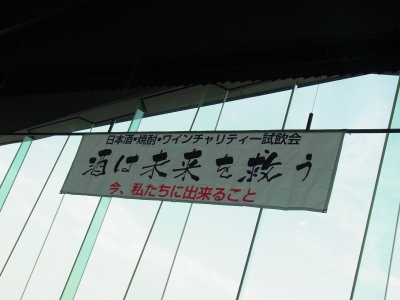 日本酒・焼酎・ワインチャリティー試飲会
酒は未来を救う
今、私たちに出来ること